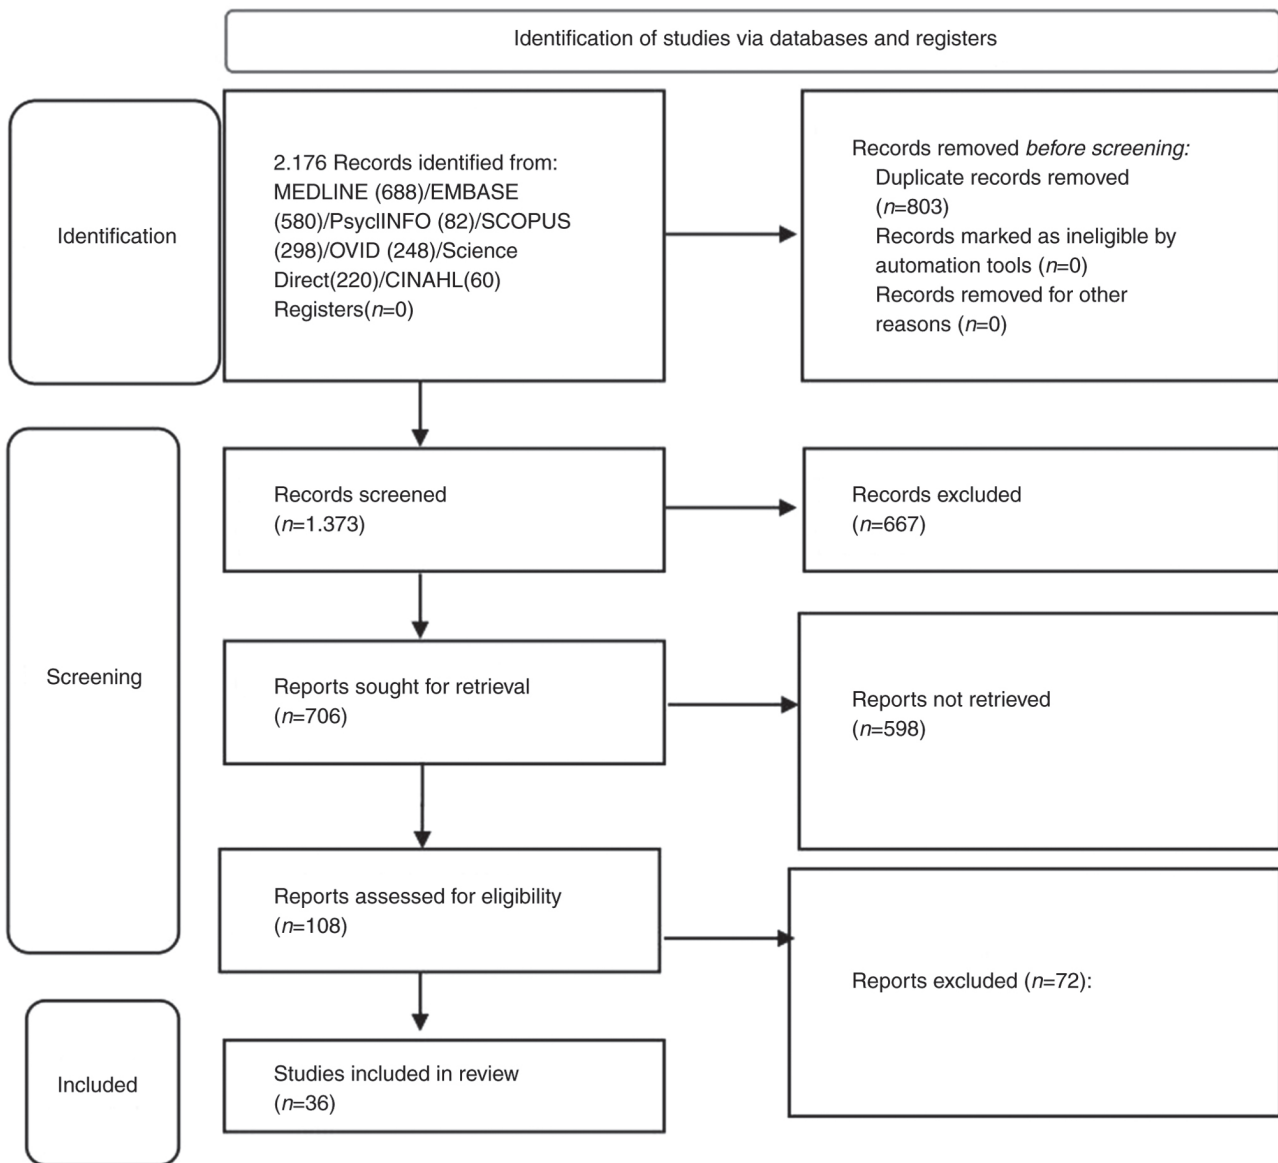 Identification of studies via databases and registers
Identification
2.176 Records identified from:
MEDLINE (688)/EMBASE
(580)/PsyclINFO (82)/SCOPUS
(298)/OVID (248)/Science
Direct(220)/CINAHL(60)
Registers(n=0)
Records removed before screening:
Duplicate records removed
(n=803)
Records marked as ineligible by
automation tools (n=0)
Records removed for other
reasons (n=0)
Screening
Records screened
(n=1.373)
Records excluded
(n=667)
Reports sought for retrieval
(n=706)
Reports not retrieved
(n=598)
Reports assessed for eligibility
(n=108)
Reports excluded (n=72):
Included
Studies included in review
(n=36)